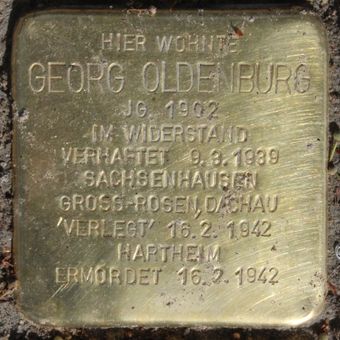 HIER WOHNTE
GEORG OLDENBURG
JG. 1902
IM WIDERSTAND
VERHAFTET 9.3.1939
SACHSENHAUSEN
GROSS-ROSEN, DACHAU
'VERLEGT' 16.2.1942
HARTHEIM
ERMORDET 16.2.1942